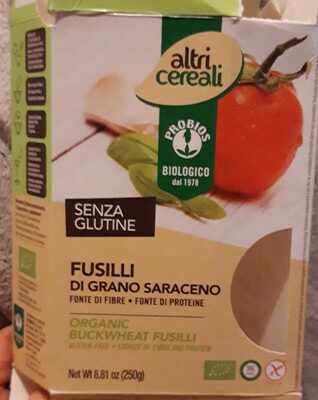 altri
cereali
PROBIOS
BIOLOGICO
dal 1978
SENZA
GLUTINE
FUSILLI
DI GRANO SARACENO
FONTE DI FIBRE • FONTE DI PROTEINE
ORGANIC
BUCKWHEAT FUSILLI
GLUTEN FREE • SOURCE OF FIBRE AND PROTEIN
Net Wt 8.81 oz (250g)